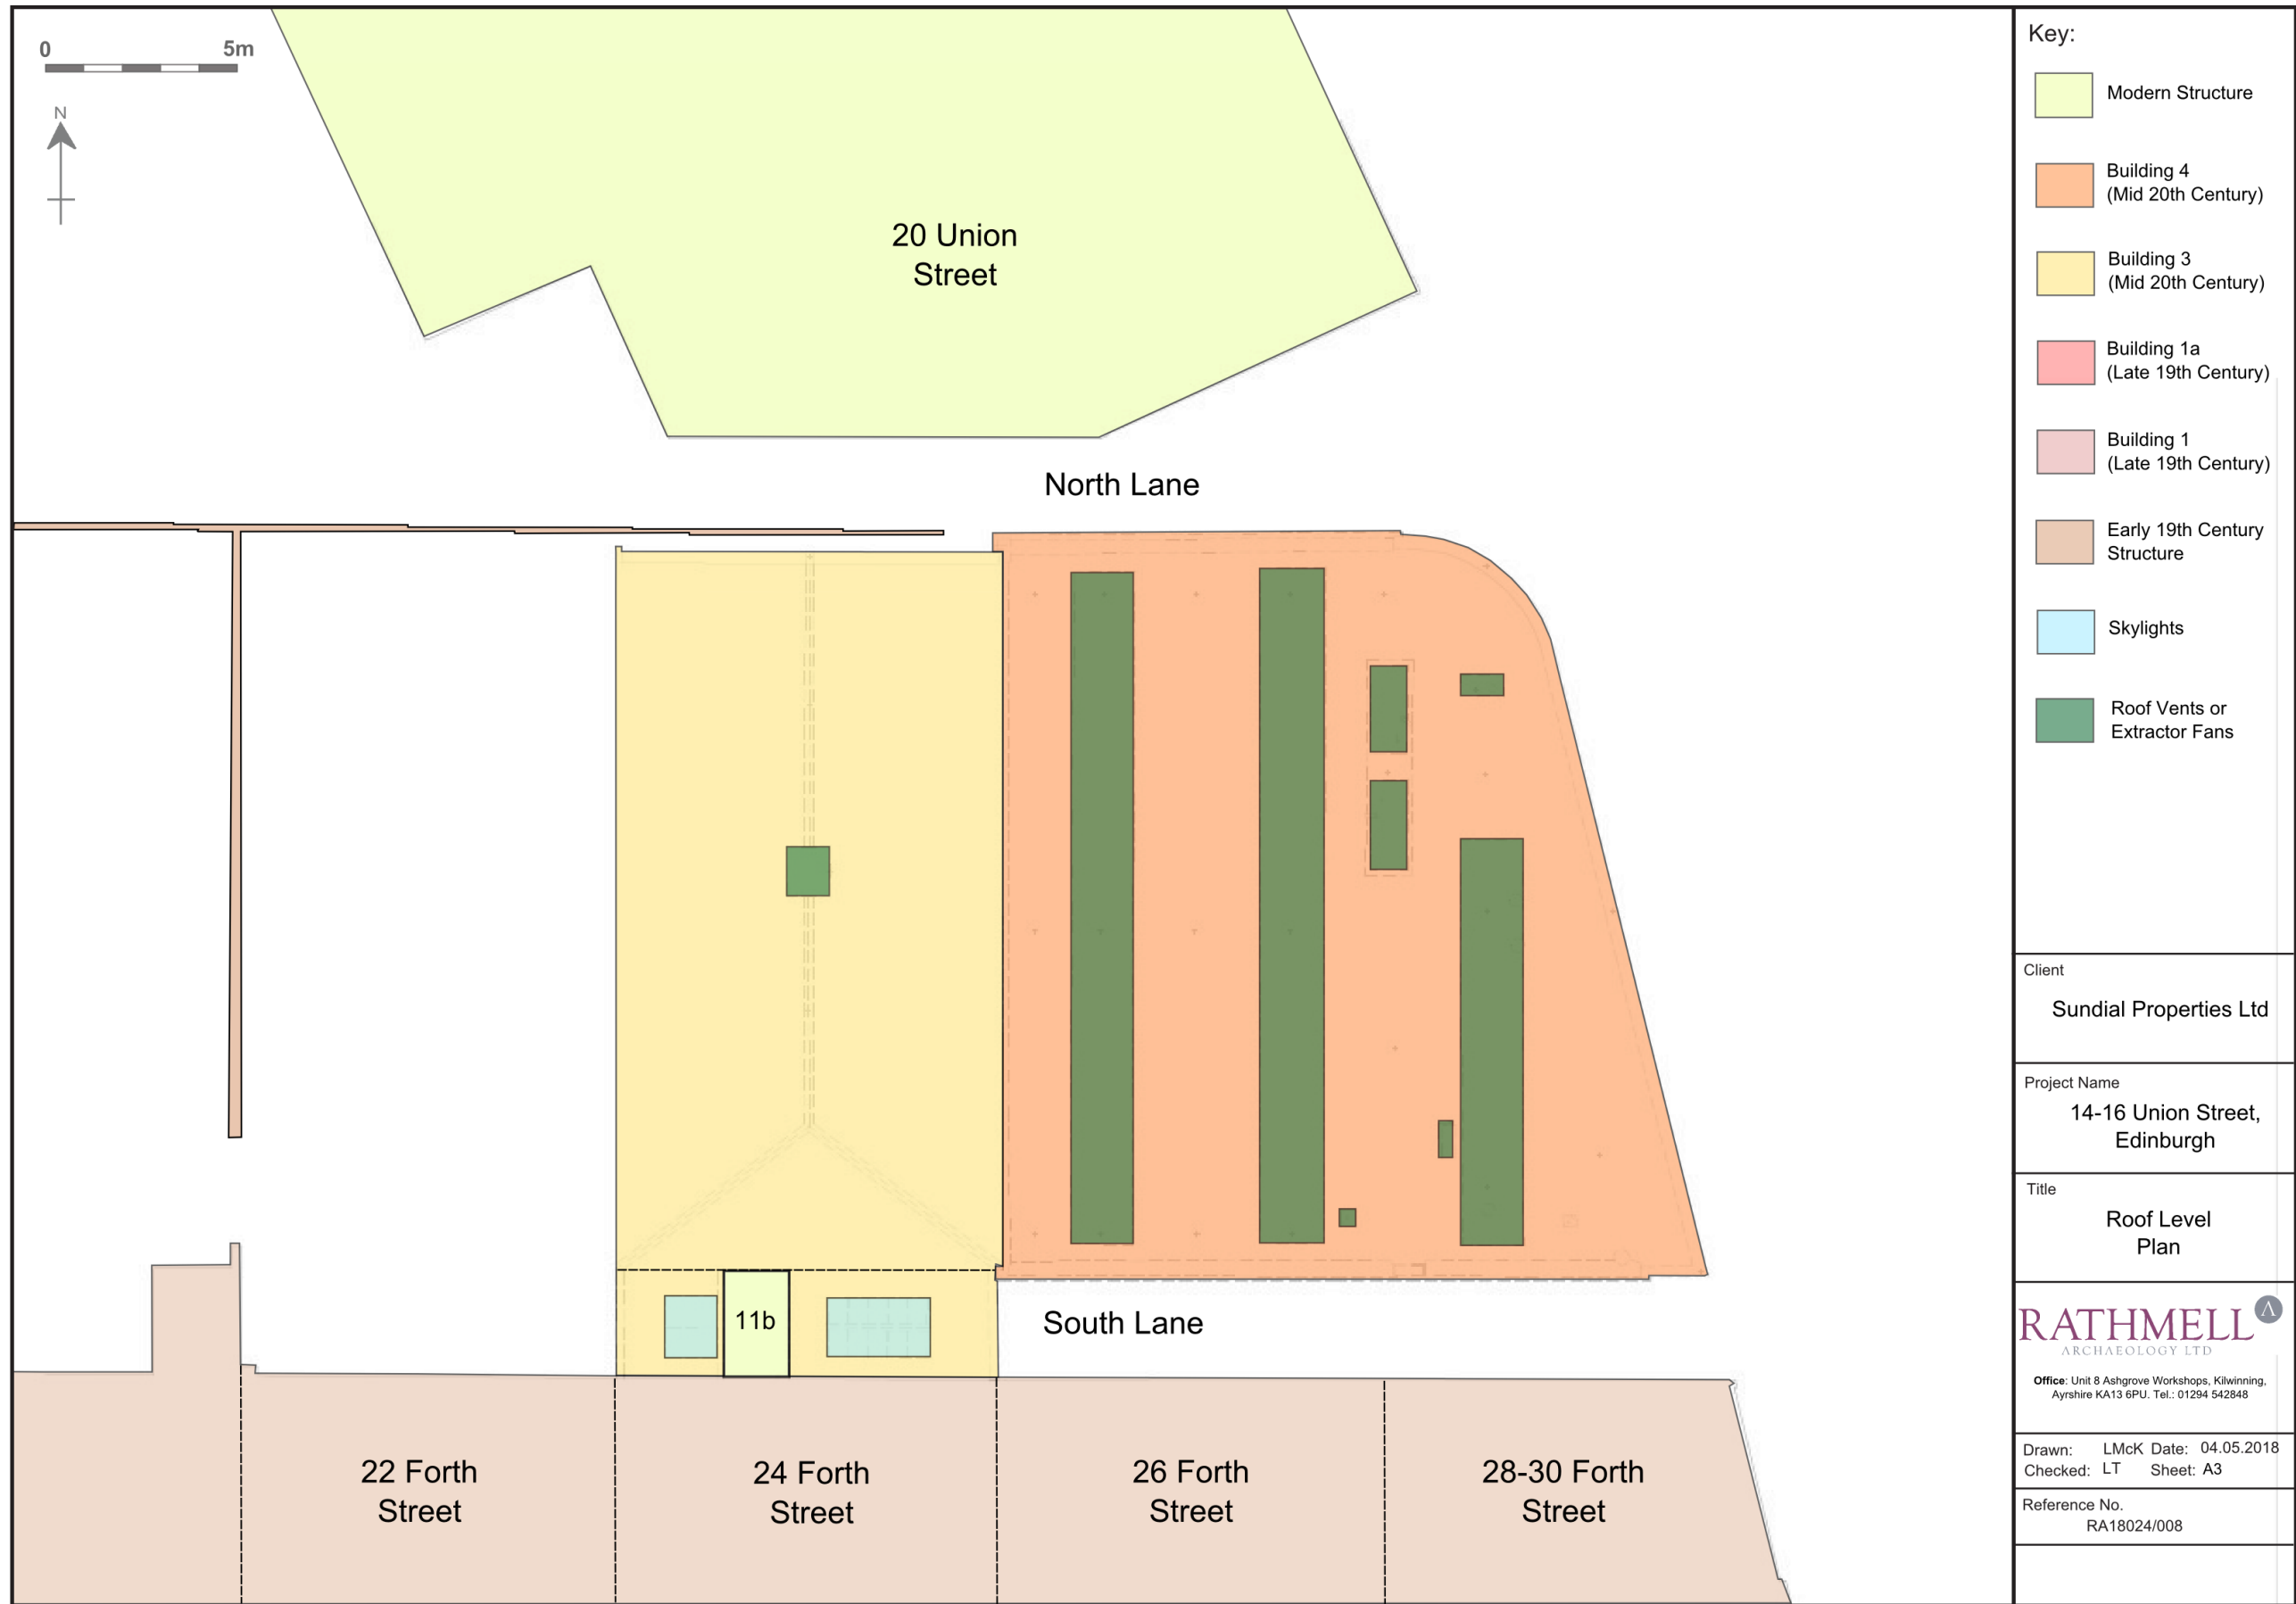 0 5m
N
20 Union
Street
North Lane
11b
South Lane
22 Forth
Street
24 Forth
Street
26 Forth
Street
28-30 Forth
Street
Key:
Modern Structure
Building 4
(Mid 20th Century)
Building 3
(Mid 20th Century)
Building 1a
(Late 19th Century)
Building 1
(Late 19th Century)
Early 19th Century
Structure
Skylights
Roof Vents or
Extractor Fans
Client
Sundial Properties Ltd
Project Name
14-16 Union Street,
Edinburgh
Title
Roof Level
Plan
RATHMELL
ARCHAEOLOGY LTD
Office: Unit 8 Ashgrove Workshops, Kilwinning,
Ayrshire KA13 6PU. Tel.: 01294 542848
Drawn: LMcK Date: 04.05.2018
Checked: LT Sheet: A3
Reference No.
RA18024/008